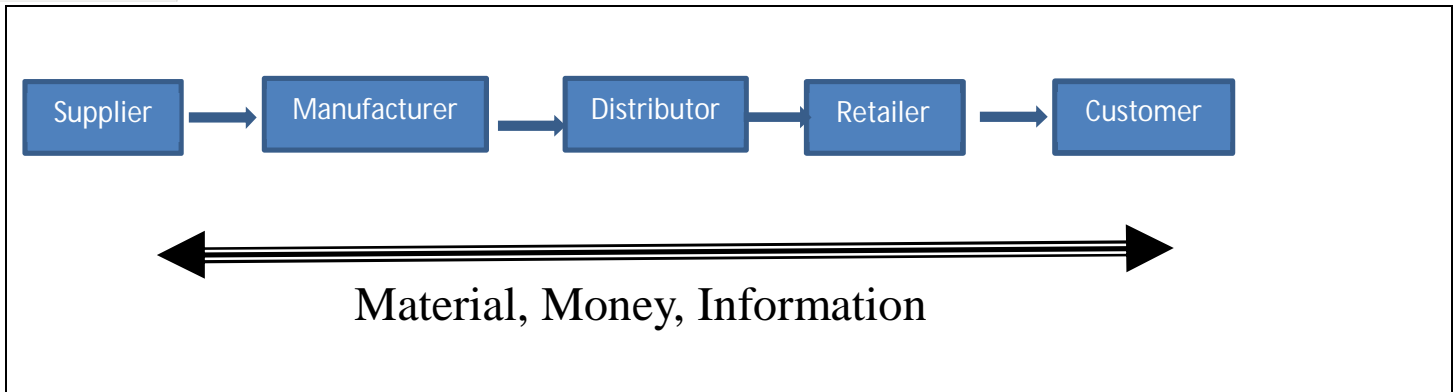 Supplier Manufacturer Distributor Retailer Customer
Material, Money, Information